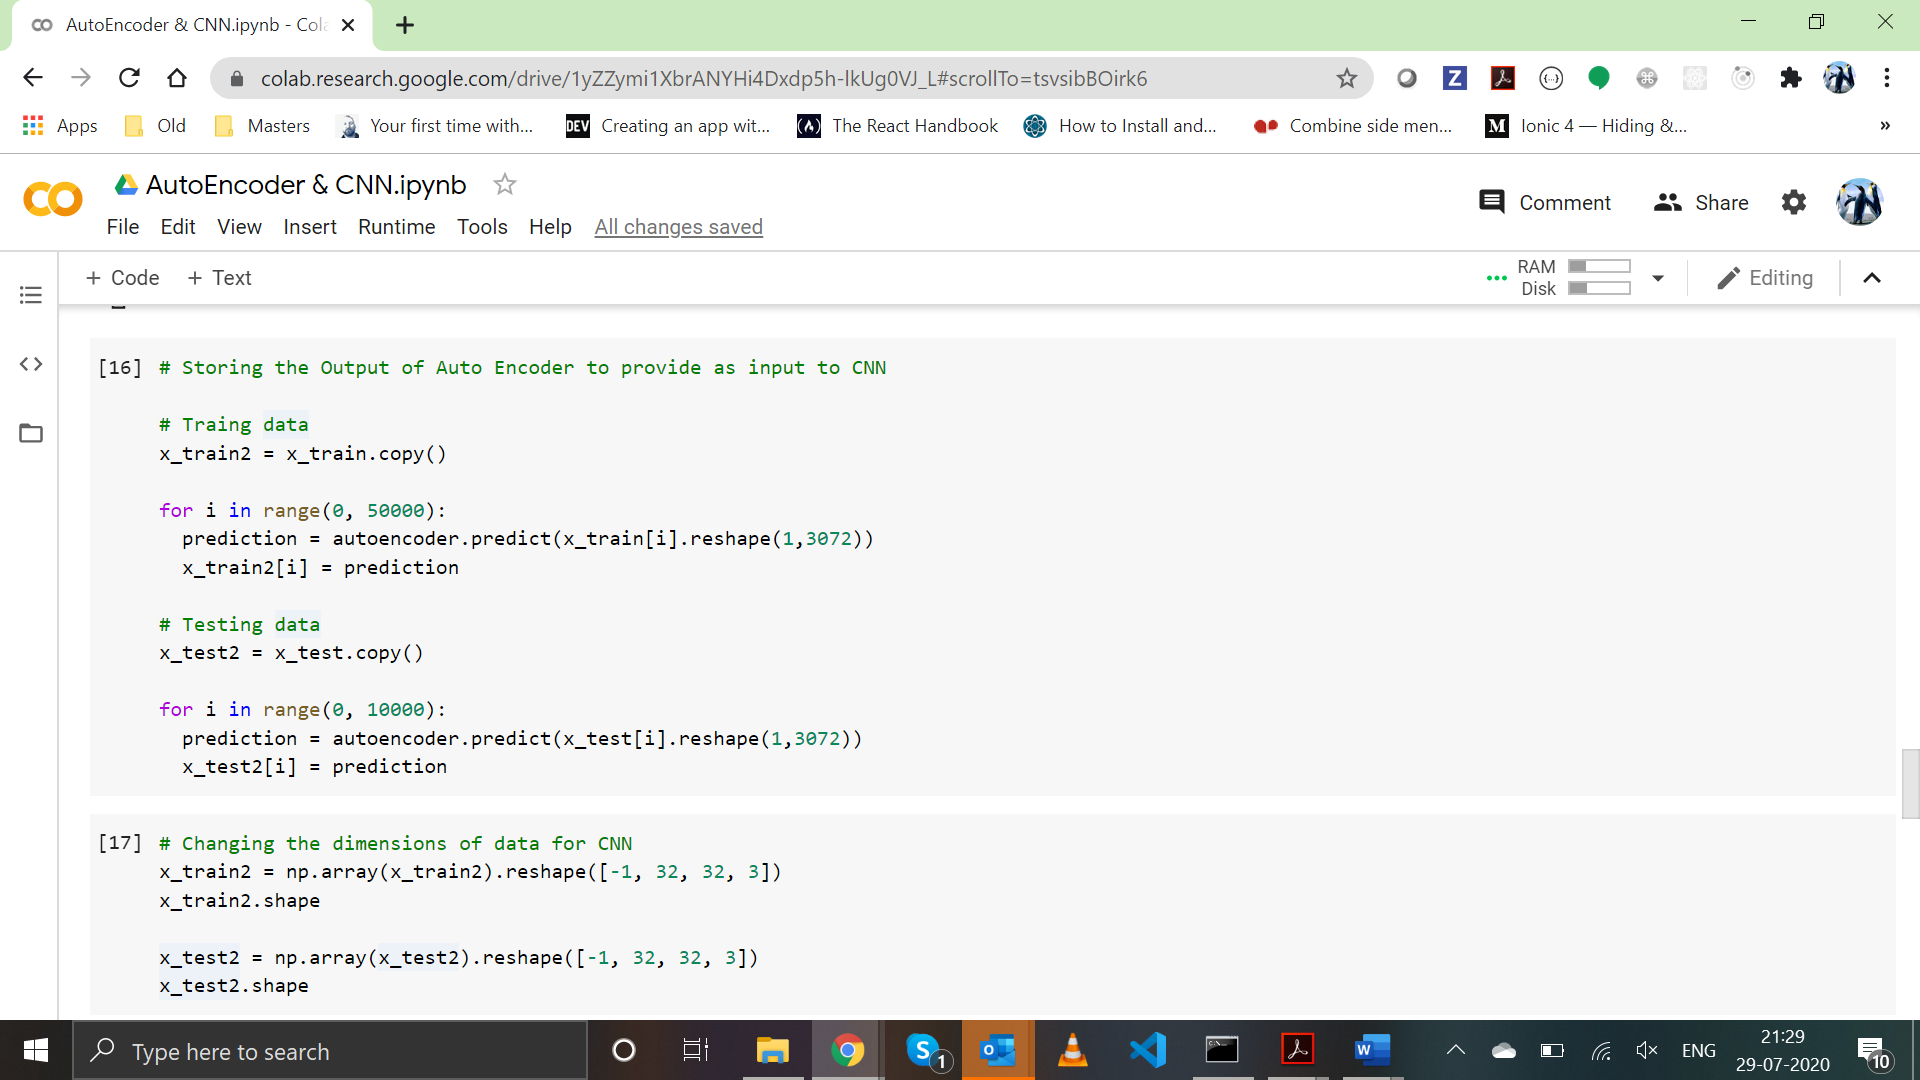 AutoEncoder & CNN.ipynb - Cola
colab.research.google.com/drive/1yZZymi1XbrANYHi4Dxdp5h-lkUg0VJ_L#scrollTo=tsvsibBOirk6
Apps Old Masters Your first time with... DEV Creating an app wit... The React Handbook How to Install and... Combine side men... M Ionic 4 — Hiding &... »
AutoEncoder & CNN.ipynb
Comment Share
File Edit View Insert Runtime Tools Help All changes saved
+ Code + Text
RAM
Disk
Editing
[16] # Storing the Output of Auto Encoder to provide as input to CNN
# Traing data
x_train2 = x_train.copy()
for i in range(0, 50000):
prediction = autoencoder.predict(x_train[i].reshape(1,3072))
x_train2[i] = prediction
# Testing data
x_test2 = x_test.copy()
for i in range(0, 10000):
prediction = autoencoder.predict(x_test[i].reshape(1,3072))
x_test2[i] = prediction
[17] # Changing the dimensions of data for CNN
x_train2 = np.array(x_train2).reshape([-1, 32, 32, 3])
x_train2.shape
x_test2 = np.array(x_test2).reshape([-1, 32, 32, 3])
x_test2.shape
Type here to search
S 1
W
ENG
21:29
29-07-2020
10